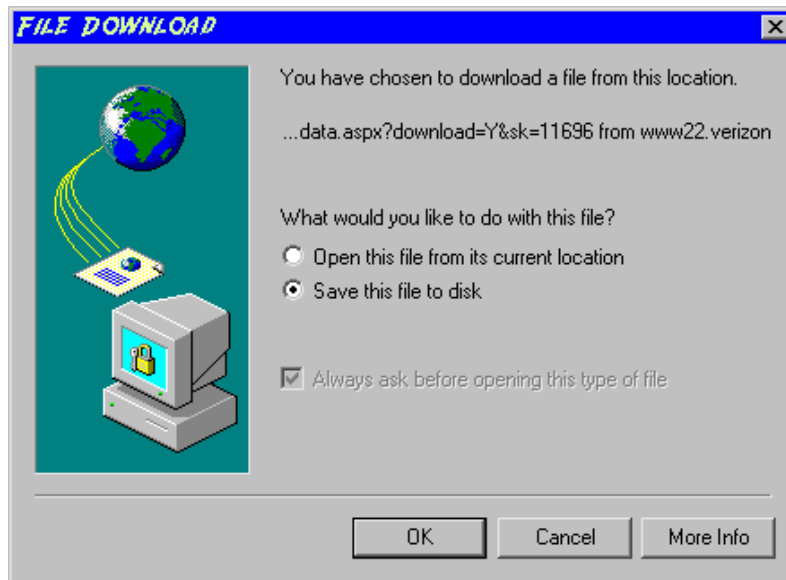 FILE DOWNLOAD
You have chosen to download a file from this location.
...data.aspx?download=Y&sk=11696 from www22.verizon
What would you like to do with this file?
Open this file from its current location
Save this file to disk
Always ask before opening this type of file
OK Cancel More Info